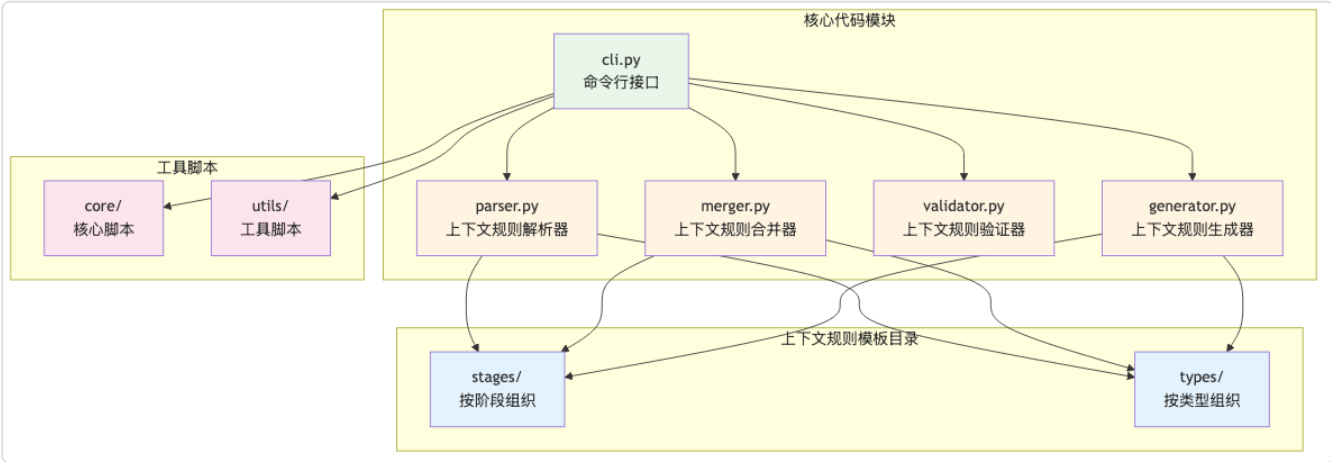 核心代码模块
cli.py
命令行接口
工具脚本
core/
核心脚本
utils/
工具脚本
parser.py
上下文规则解析器
merger.py
上下文规则合并器
validator.py
上下文规则验证器
generator.py
上下文规则生成器
上下文规则模板目录
stages/
按阶段组织
types/
按类型组织